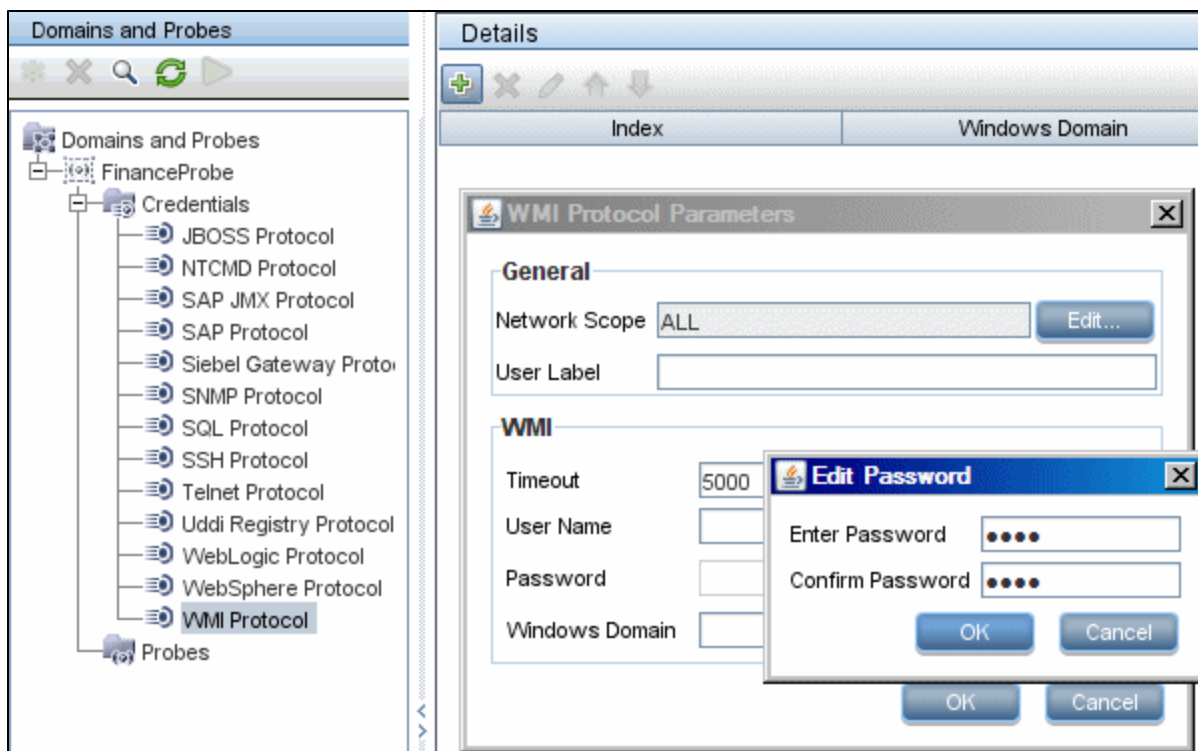 Domains and Probes
Domains and Probes
FinanceProbe
Credentials
JBOSS Protocol
NTCMD Protocol
SAP JMX Protocol
SAP Protocol
Siebel Gateway Proto
SNMP Protocol
SQL Protocol
SSH Protocol
Telnet Protocol
Uddi Registry Protocol
WebLogic Protocol
WebSphere Protocol
WMI Protocol
Probes
Details
Index Windows Domain
WMI Protocol Parameters
General
Network Scope ALL Edit...
User Label
WMI
Timeout 5000
User Name
Password
Windows Domain
OK Cancel
Edit Password
Enter Password ●●●●
Confirm Password ●●●●
OK Cancel